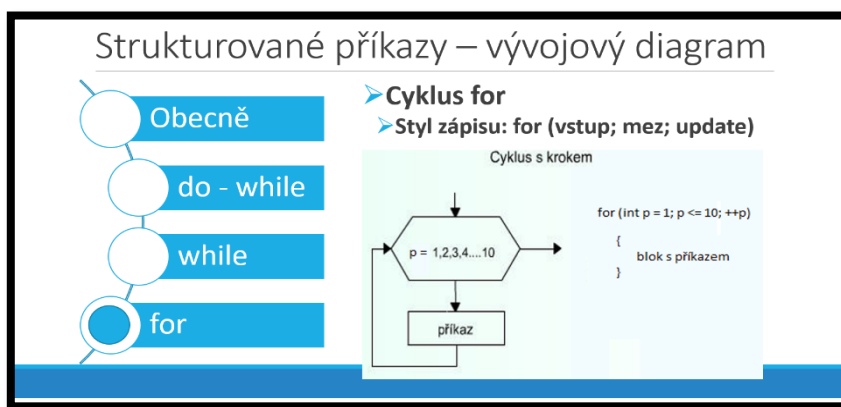 Strukturované příkazy – vývojový diagram
Obecně
do - while
while
for
Cyklus for
Styl zápisu: for (vstup; mez; update)
Cyklus s krokem
p = 1,2,3,4....10
příkaz
for (int p = 1; p <= 10; ++p)
{
blok s příkazem
}